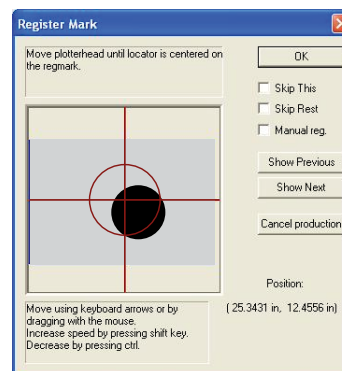 Register Mark
Move plotterhead until locator is centered on
the regmark.
OK
Skip This
Skip Rest
Manual reg.
Show Previous
Show Next
Cancel production
Position:
( 25.3431 in, 12.4556 in)
Move using keyboard arrows or by
dragging with the mouse.
Increase speed by pressing shift key.
Decrease by pressing ctrl.